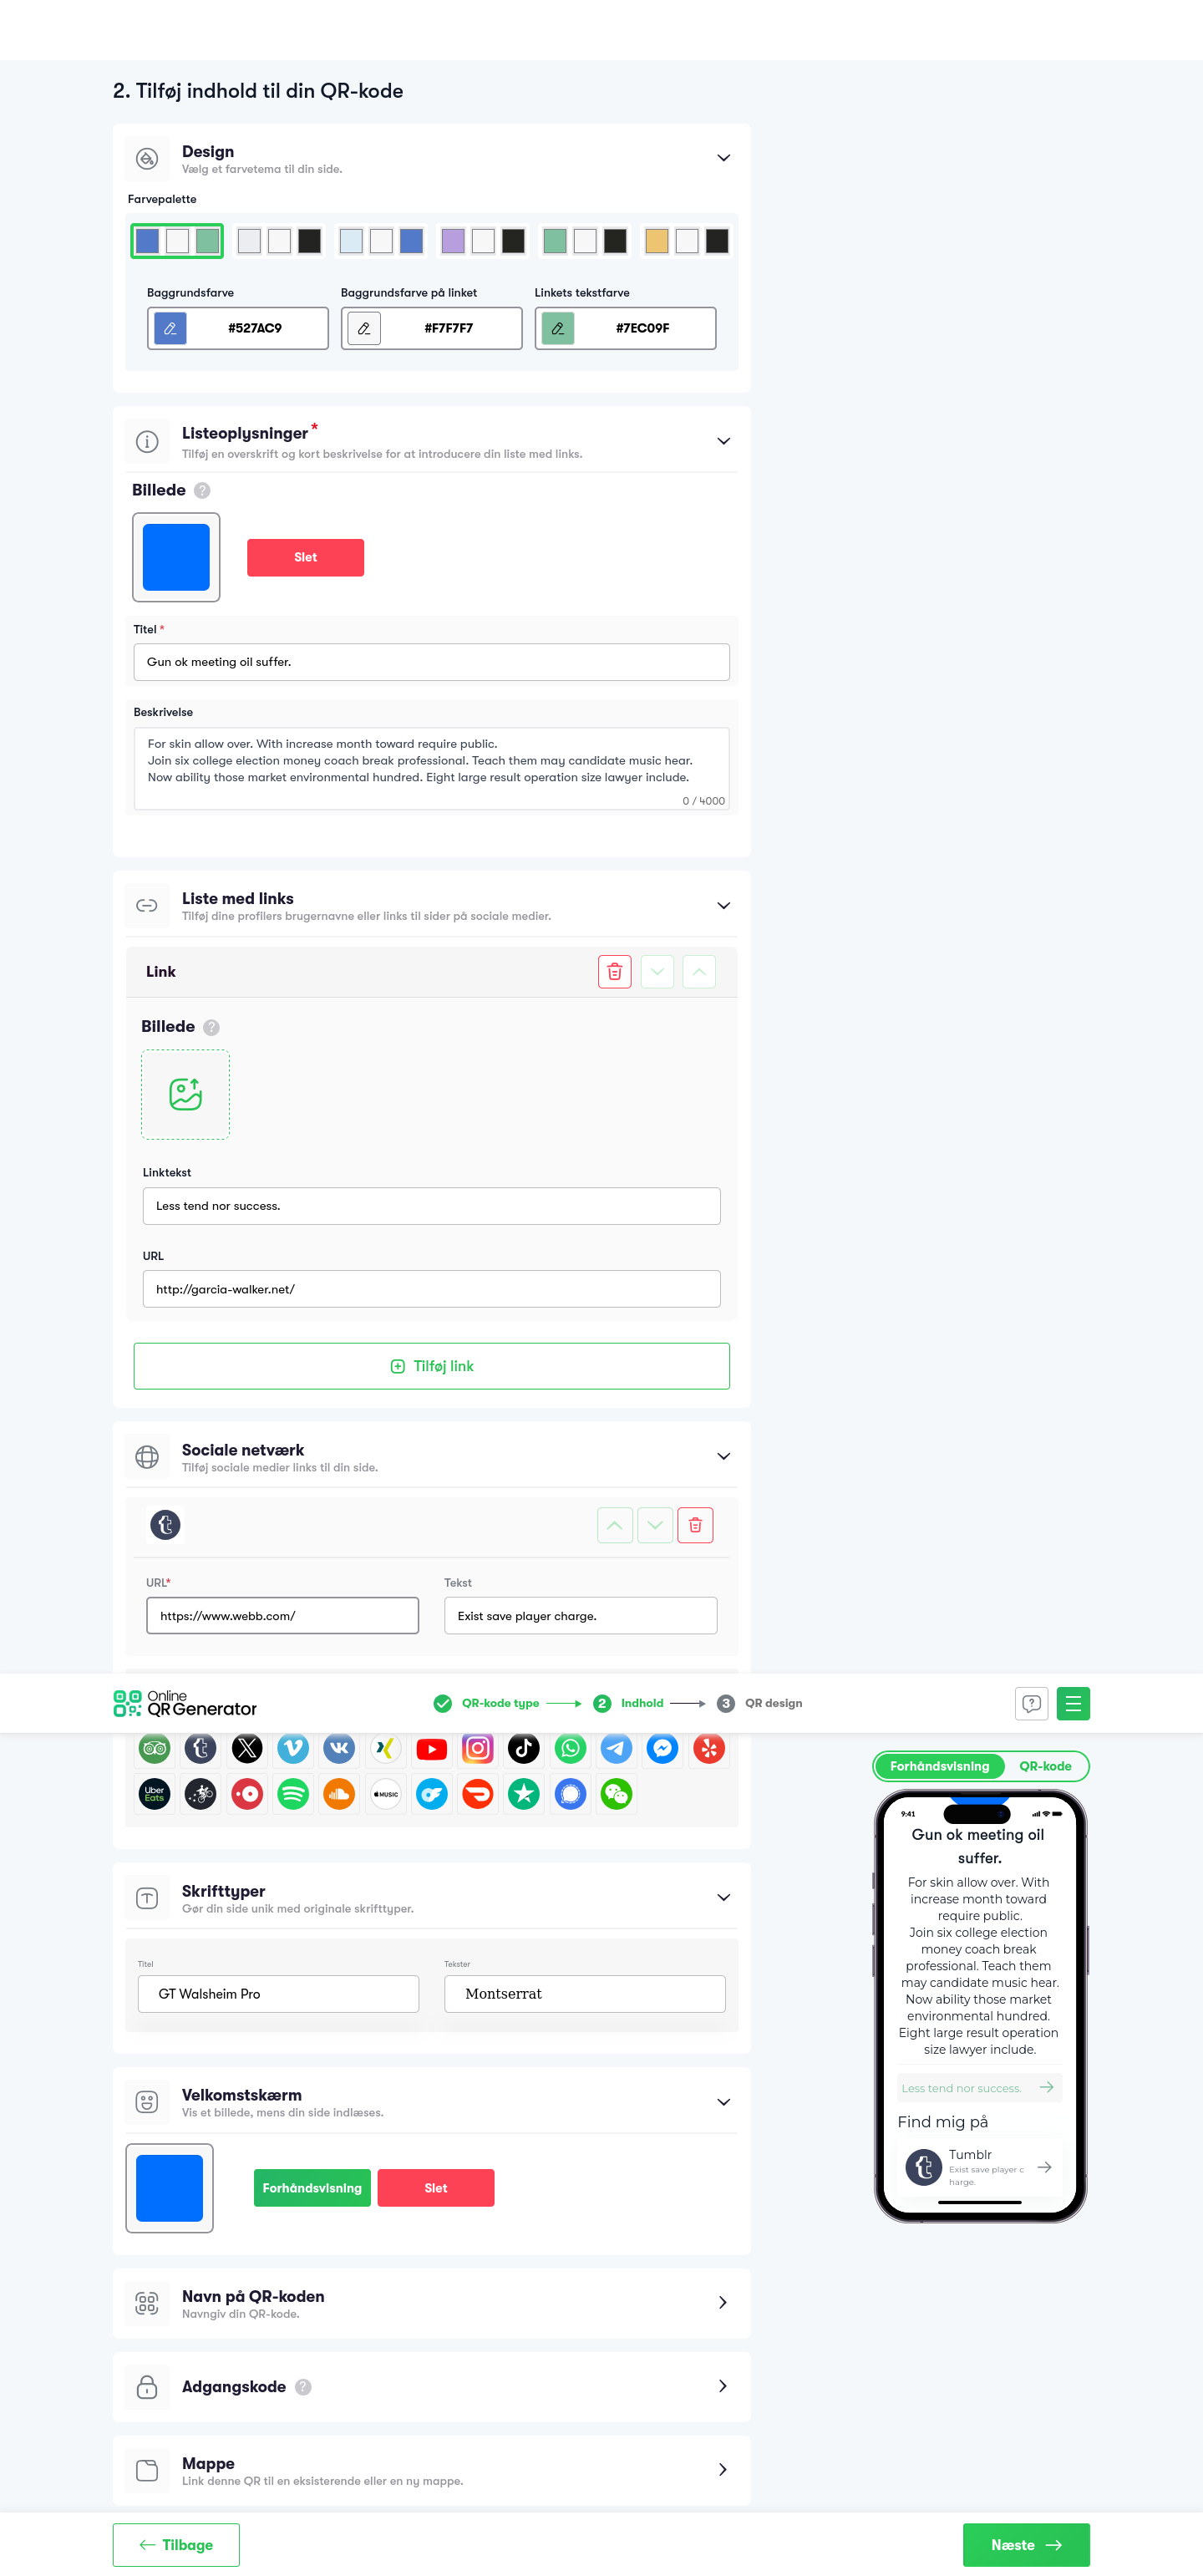 2. Tilføj indhold til din QR-kode
Design
Vælg et farvetema til din side.
Farvepalette
Baggrundsfarve
Baggrundsfarve på linket
Linkets tekstfarve
#527AC9
#F7F7F7
#7EC09F
Listeoplysninger *
Tilføj en overskrift og kort beskrivelse for at introducere din liste med links.
Billede ?
Slet
Titel *
Gun ok meeting oil suffer.
Beskrivelse
For skin allow over. With increase month toward require public.
Join six college election money coach break professional. Teach them may candidate music hear.
Now ability those market environmental hundred. Eight large result operation size lawyer include.
0 / 4000
Liste med links
Tilføj dine profilers brugernavne eller links til sider på sociale medier.
Link
Billede ?
Linktekst
Less tend nor success.
URL
http://garcia-walker.net/
Tilføj link
Sociale netværk
Tilføj sociale medier links til din side.
URL*
Tekst
https://www.webb.com/
Exist save player charge.
Online
QR Generator
QR-kode type
2 Indhold
3 QR design
Uber
Eats
MUSIC
Forhåndsvisning
QR-kode
9:41
Gun ok meeting oil
suffer.
For skin allow over. With
increase month toward
require public.
Join six college election
money coach break
professional. Teach them
may candidate music hear.
Now ability those market
environmental hundred.
Eight large result operation
size lawyer include.
Less tend nor success.
Find mig på
Tumblr
Exist save player c
harge.
Skrifttyper
Gør din side unik med originale skrifttyper.
Titel
Tekster
GT Walsheim Pro
Montserrat
Velkomstskærm
Vis et billede, mens din side indlæses.
Forhåndsvisning
Slet
Navn på QR-koden
Navngiv din QR-kode.
Adgangskode ?
Mappe
Link denne QR til en eksisterende eller en ny mappe.
Tilbage
Næste